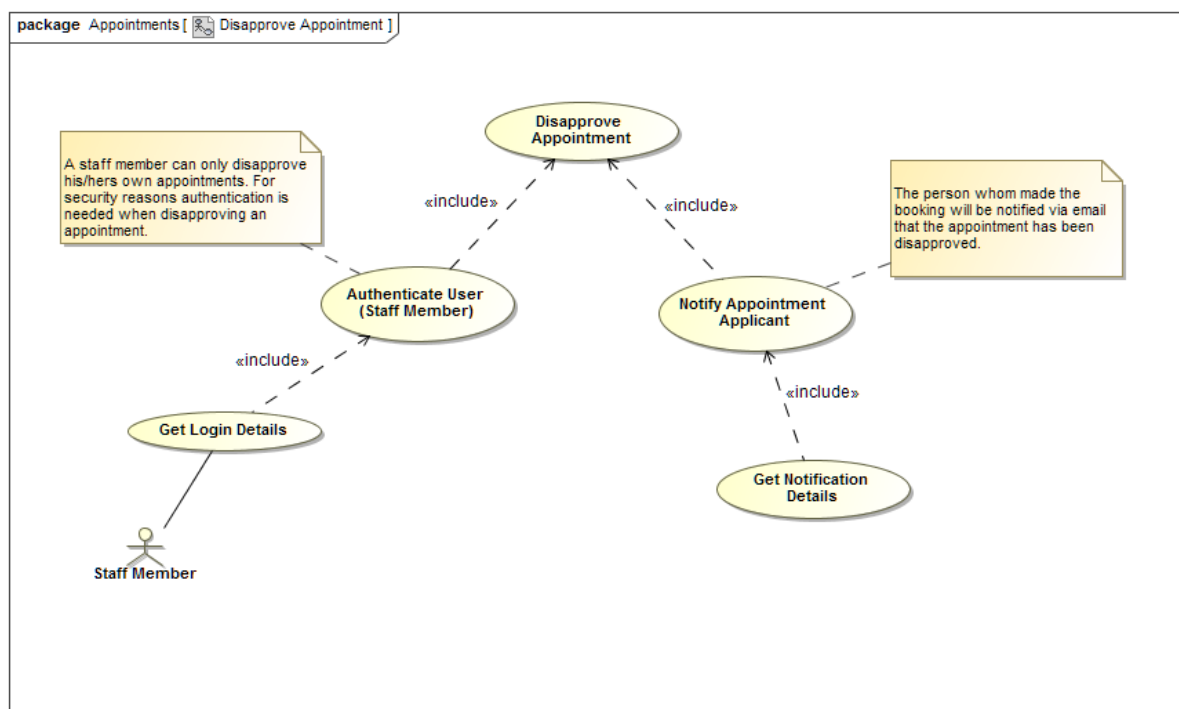 package Appointments [ Disapprove Appointment ]
Disapprove
Appointment
A staff member can only disapprove
his/hers own appointments. For
security reasons authentication is
needed when disapproving an
appointment.
«include»
«include»
The person whom made the
booking will be notified via email
that the appointment has been
disapproved.
Authenticate User
(Staff Member)
Notify Appointment
Applicant
«include»
«include»
Get Login Details
Get Notification
Details
Staff Member